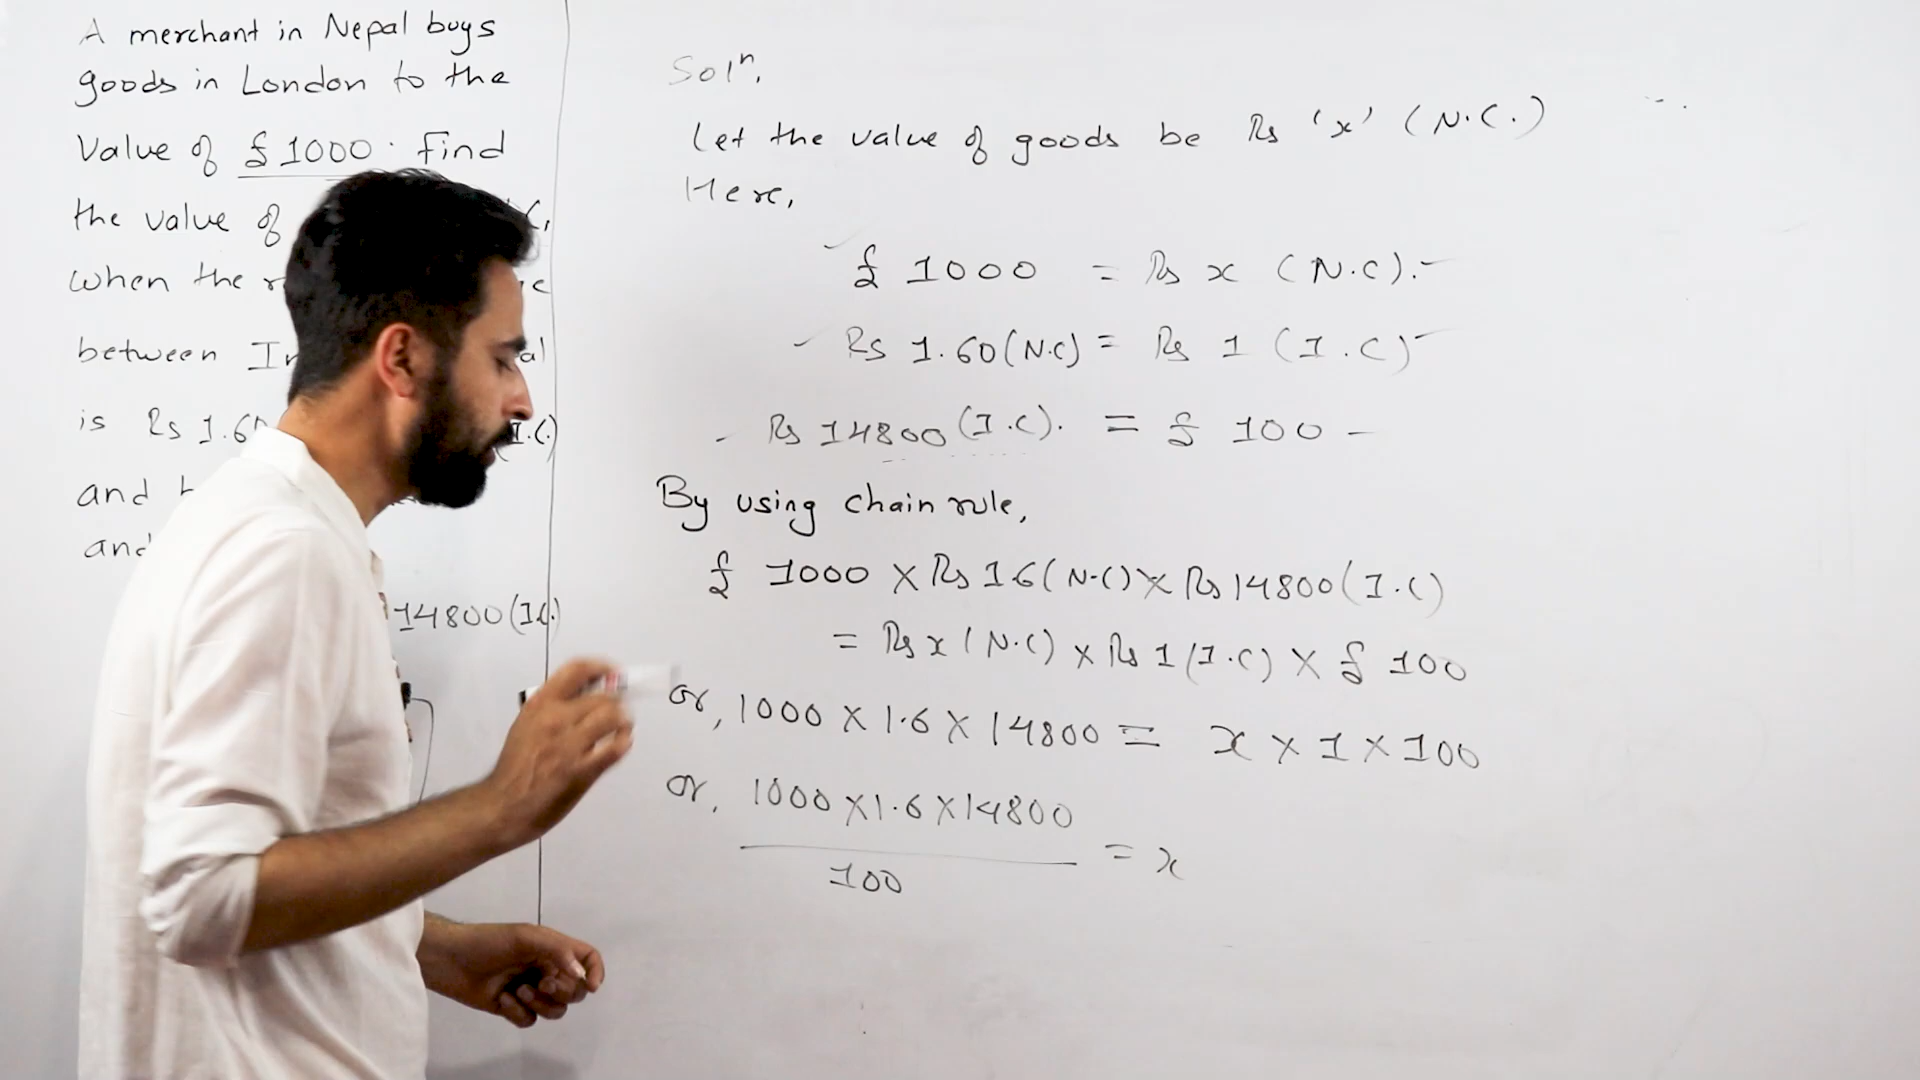 A merchant in Nepal buys
goods in London to the
Value of £ 1000. Find
the value of
when the
between
is Rs 1.60 (I.C.)
and
and
14800 (I.C.)
Solⁿ,
Let the value of goods be Rs 'x' (N.C.)
Here,
£ 1000 = Rs x (N.C).
Rs 1.60 (N.C) = Rs 1 (I.C)
Rs 14800 (I.C). = £ 100
By using chain rule,
£ 1000 × Rs 16 (N.C) × Rs 14800 (I.C)
= Rs x (N.C) × Rs 1 (I.C) × £ 100
or, 1000 × 1.6 × 14800 = x × 1 × 100
or, 1000 × 1.6 × 14800
= x
100